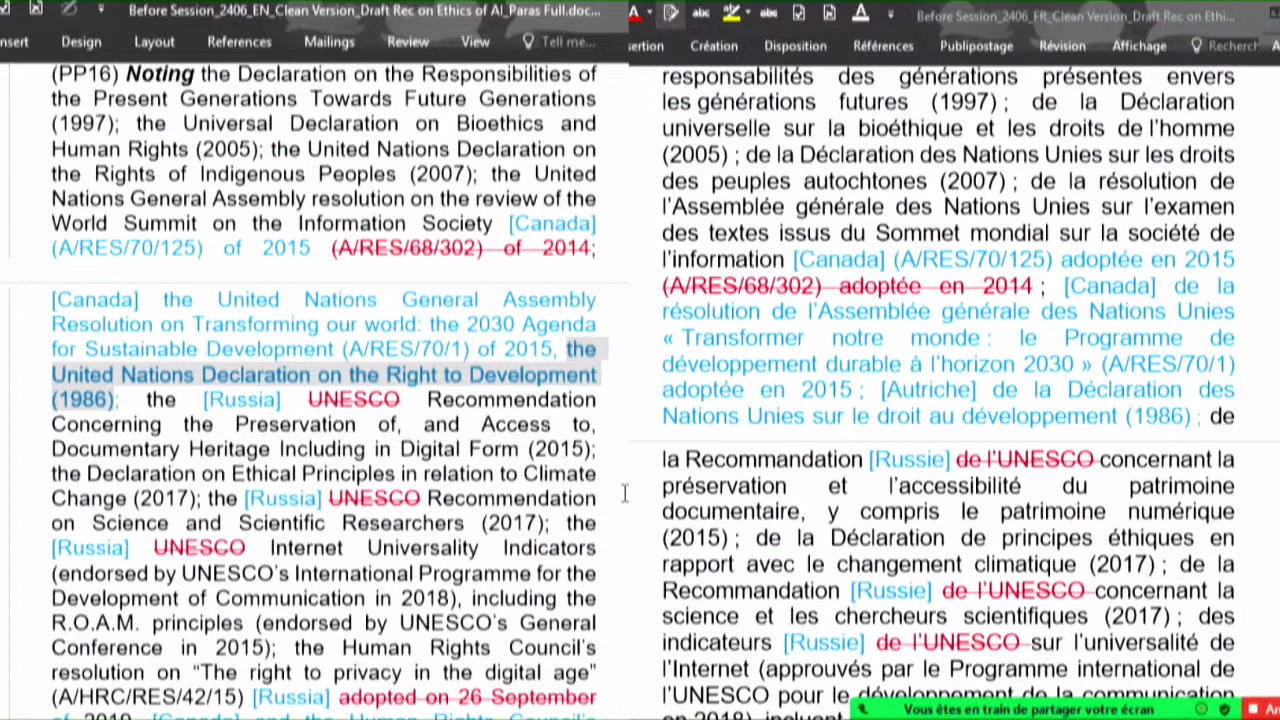 Before Session_2406_EN_Clean Version_Draft Rec on Ethics of AI_Paras Full.doc...
nsert Design Layout References Mailings Review View Tell me...
(PP16) Noting the Declaration on the Responsibilities of
the Present Generations Towards Future Generations
(1997); the Universal Declaration on Bioethics and
Human Rights (2005); the United Nations Declaration on
the Rights of Indigenous Peoples (2007); the United
Nations General Assembly resolution on the review of the
World Summit on the Information Society [Canada]
(A/RES/70/125) of 2015 (A/RES/68/302) of 2014;
[Canada] the United Nations General Assembly
Resolution on Transforming our world: the 2030 Agenda
for Sustainable Development (A/RES/70/1) of 2015, the
United Nations Declaration on the Right to Development
(1986); the [Russia] UNESCO Recommendation
Concerning the Preservation of, and Access to,
Documentary Heritage Including in Digital Form (2015);
the Declaration on Ethical Principles in relation to Climate
Change (2017); the [Russia] UNESCO Recommendation
on Science and Scientific Researchers (2017); the
[Russia] UNESCO Internet Universality Indicators
(endorsed by UNESCO's International Programme for the
Development of Communication in 2018), including the
R.O.A.M. principles (endorsed by UNESCO's General
Conference in 2015); the Human Rights Council's
resolution on “The right to privacy in the digital age”
(A/HRC/RES/42/15) [Russia] adopted on 26 September
Before Session_2406_FR_Clean Version_Draft Rec on Ethi...
sertion Création Disposition Références Publipostage Révision Affichage Recherc
responsabilités des générations présentes envers
les générations futures (1997) ; de la Déclaration
universelle sur la bioéthique et les droits de l'homme
(2005) ; de la Déclaration des Nations Unies sur les droits
des peuples autochtones (2007) ; de la résolution de
l'Assemblée générale des Nations Unies sur l'examen
des textes issus du Sommet mondial sur la société de
l'information [Canada] (A/RES/70/125) adoptée en 2015
(A/RES/68/302) adoptée en 2014 ; [Canada] de la
résolution de l'Assemblée générale des Nations Unies
« Transformer notre monde : le Programme de
développement durable à l'horizon 2030 » (A/RES/70/1)
adoptée en 2015 ; [Autriche] de la Déclaration des
Nations Unies sur le droit au développement (1986) ; de
la Recommandation [Russie] de l'UNESCO concernant la
préservation et l'accessibilité du patrimoine
documentaire, y compris le patrimoine numérique
(2015) ; de la Déclaration de principes éthiques en
rapport avec le changement climatique (2017) ; de la
Recommandation [Russie] de l'UNESCO concernant la
science et les chercheurs scientifiques (2017) ; des
indicateurs [Russie] de l'UNESCO sur l'universalité de
l'Internet (approuvés par le Programme international de
l'UNESCO pour le développement de la communication
Vous êtes en train de partager votre écran